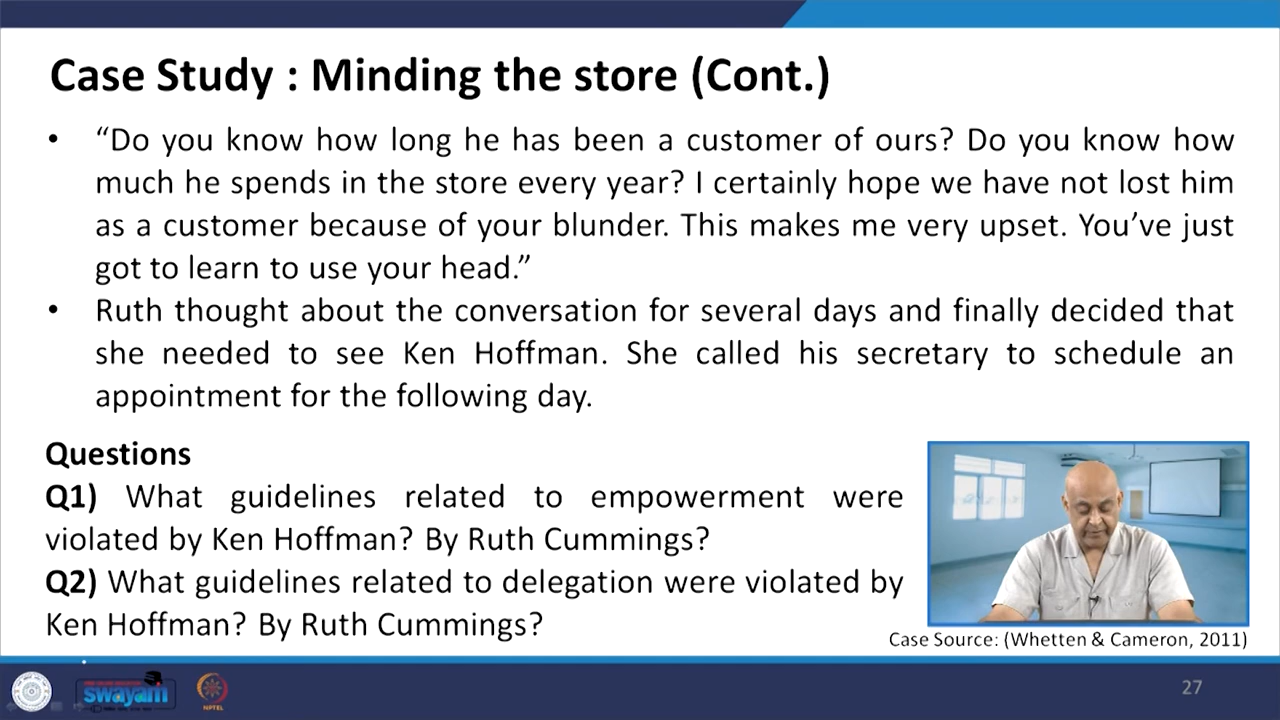 Case Study : Minding the store (Cont.)
• “Do you know how long he has been a customer of ours? Do you know how
much he spends in the store every year? I certainly hope we have not lost him
as a customer because of your blunder. This makes me very upset. You’ve just
got to learn to use your head.”
• Ruth thought about the conversation for several days and finally decided that
she needed to see Ken Hoffman. She called his secretary to schedule an
appointment for the following day.
Questions
Q1) What guidelines related to empowerment were
violated by Ken Hoffman? By Ruth Cummings?
Q2) What guidelines related to delegation were violated by
Ken Hoffman? By Ruth Cummings?
Case Source: (Whetten & Cameron, 2011)
swayam
NPTEL
27